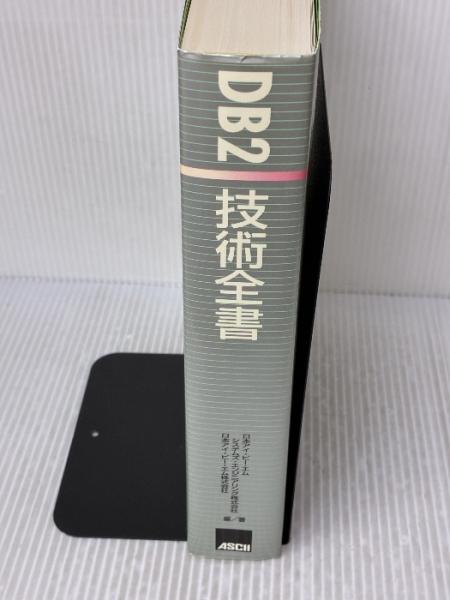 DB2
技術全書
日本アイ・ビー・エム
システムズ・エンジニアリング株式会社
日本アイ・ビー・エム株式会社
ASCII